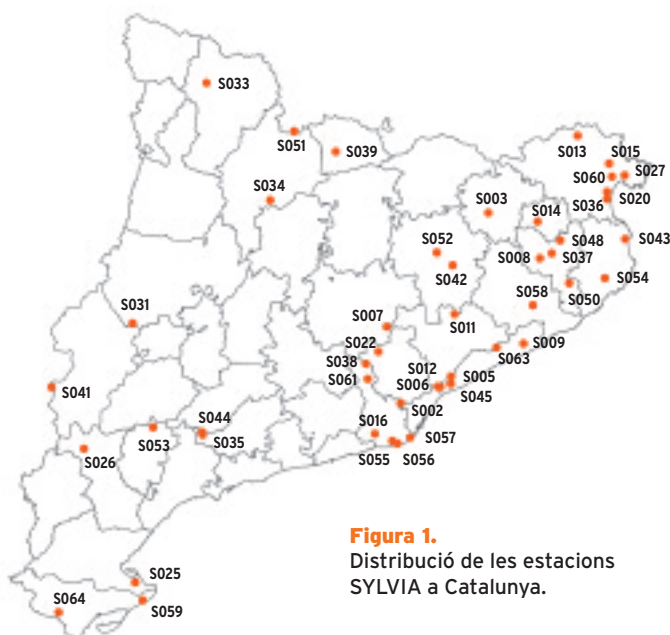 S033
S051
S039
S013
S015
S027
S060
S036
S020
S034
S003
S014
S043
S052
S048
S008
S037
S042
S054
S050
S058
S031
S007
S011
S009
S022
S063
S038
S012
S005
S061
S006
S045
S041
S002
S044
S016
S057
S035
S053
S026
S055
S056
Figura 1.
Distribució de les estacions
SYLVIA a Catalunya.
S025
S064
S059